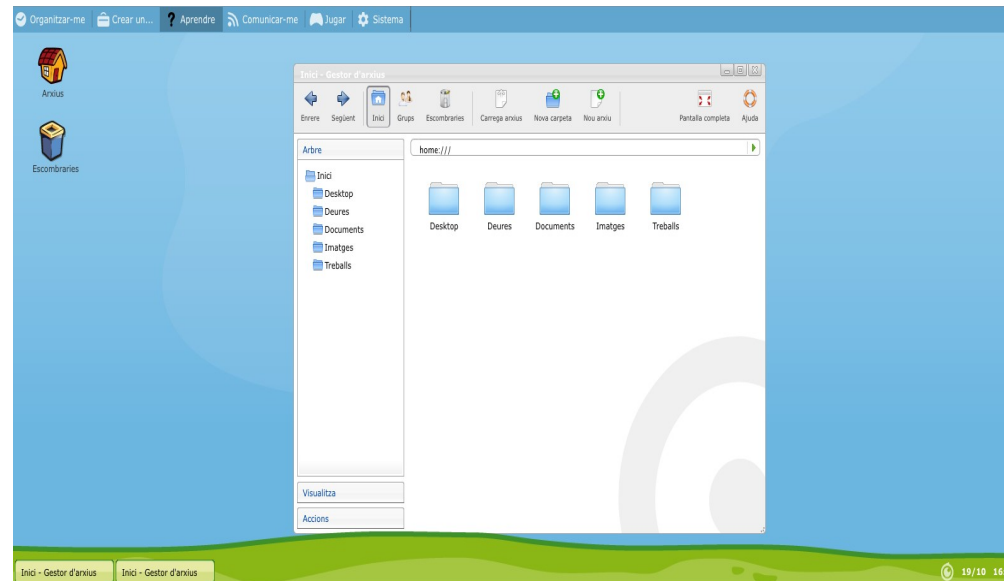 Organitzar-me Crear un... ? Aprendre Comunicar-me Jugar Sistema
Arxius
Escombraries
Inici - Gestor d'arxius
Enrere Següent Inici Grups Escombraries Carrega arxius Nova carpeta Nou arxiu Pantalla completa Ajuda
Arbre
home:///
Inici
Desktop
Deures
Documents
Imatges
Treballs
Desktop Deures Documents Imatges Treballs
Visualitza
Accions
Inici - Gestor d'arxius Inici - Gestor d'arxius 19/10 16